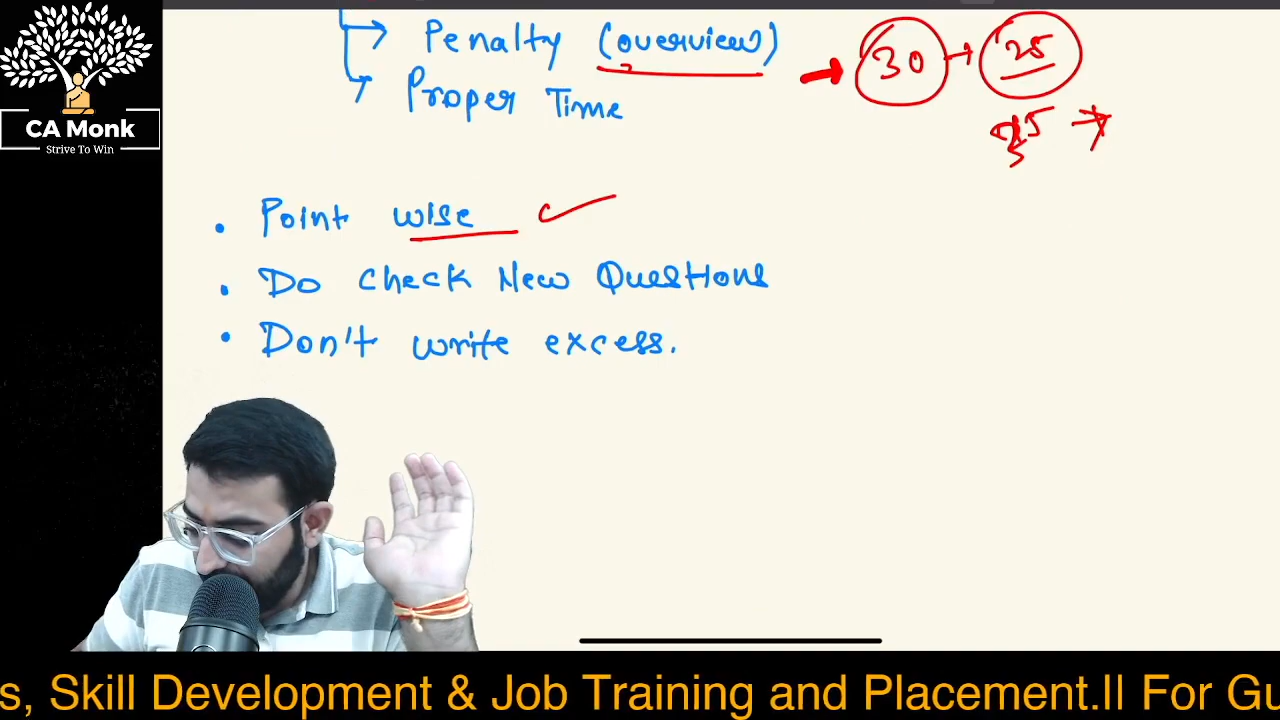 Penalty (overview)
30 → 25
Proper Time
CA Monk
Strive To Win
• Point wise
• Do Check New Questions
• Don't write excess.
s, Skill Development & Job Training and Placement.II For Gu